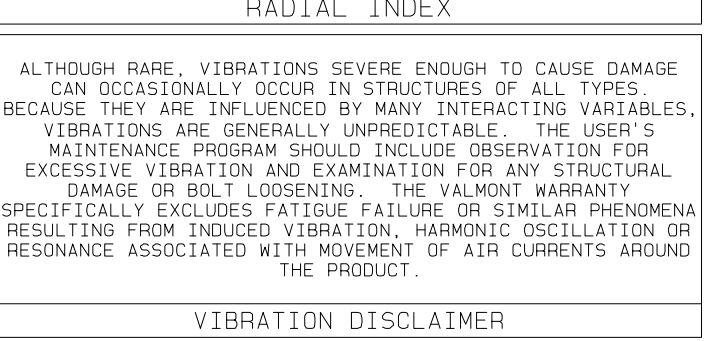 RADIAL INDEX
ALTHOUGH RARE, VIBRATIONS SEVERE ENOUGH TO CAUSE DAMAGE
CAN OCCASIONALLY OCCUR IN STRUCTURES OF ALL TYPES.
BECAUSE THEY ARE INFLUENCED BY MANY INTERACTING VARIABLES,
VIBRATIONS ARE GENERALLY UNPREDICTABLE. THE USER'S
MAINTENANCE PROGRAM SHOULD INCLUDE OBSERVATION FOR
EXCESSIVE VIBRATION AND EXAMINATION FOR ANY STRUCTURAL
DAMAGE OR BOLT LOOSENING. THE VALMONT WARRANTY
SPECIFICALLY EXCLUDES FATIGUE FAILURE OR SIMILAR PHENOMENA
RESULTING FROM INDUCED VIBRATION, HARMONIC OSCILLATION OR
RESONANCE ASSOCIATED WITH MOVEMENT OF AIR CURRENTS AROUND
THE PRODUCT.
VIBRATION DISCLAIMER